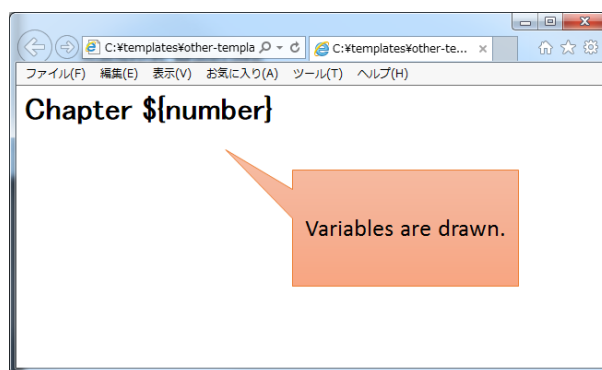 C:¥templates¥other-templa
C:¥templates¥other-te...
ファイル(F) 編集(E) 表示(V) お気に入り(A) ツール(T) ヘルプ(H)
Chapter ${number}
Variables are drawn.